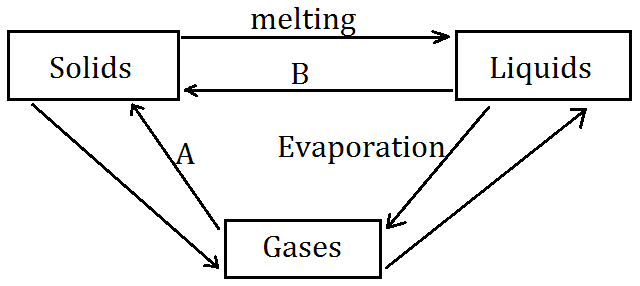 melting
Solids
B
Liquids
A
Evaporation
Gases